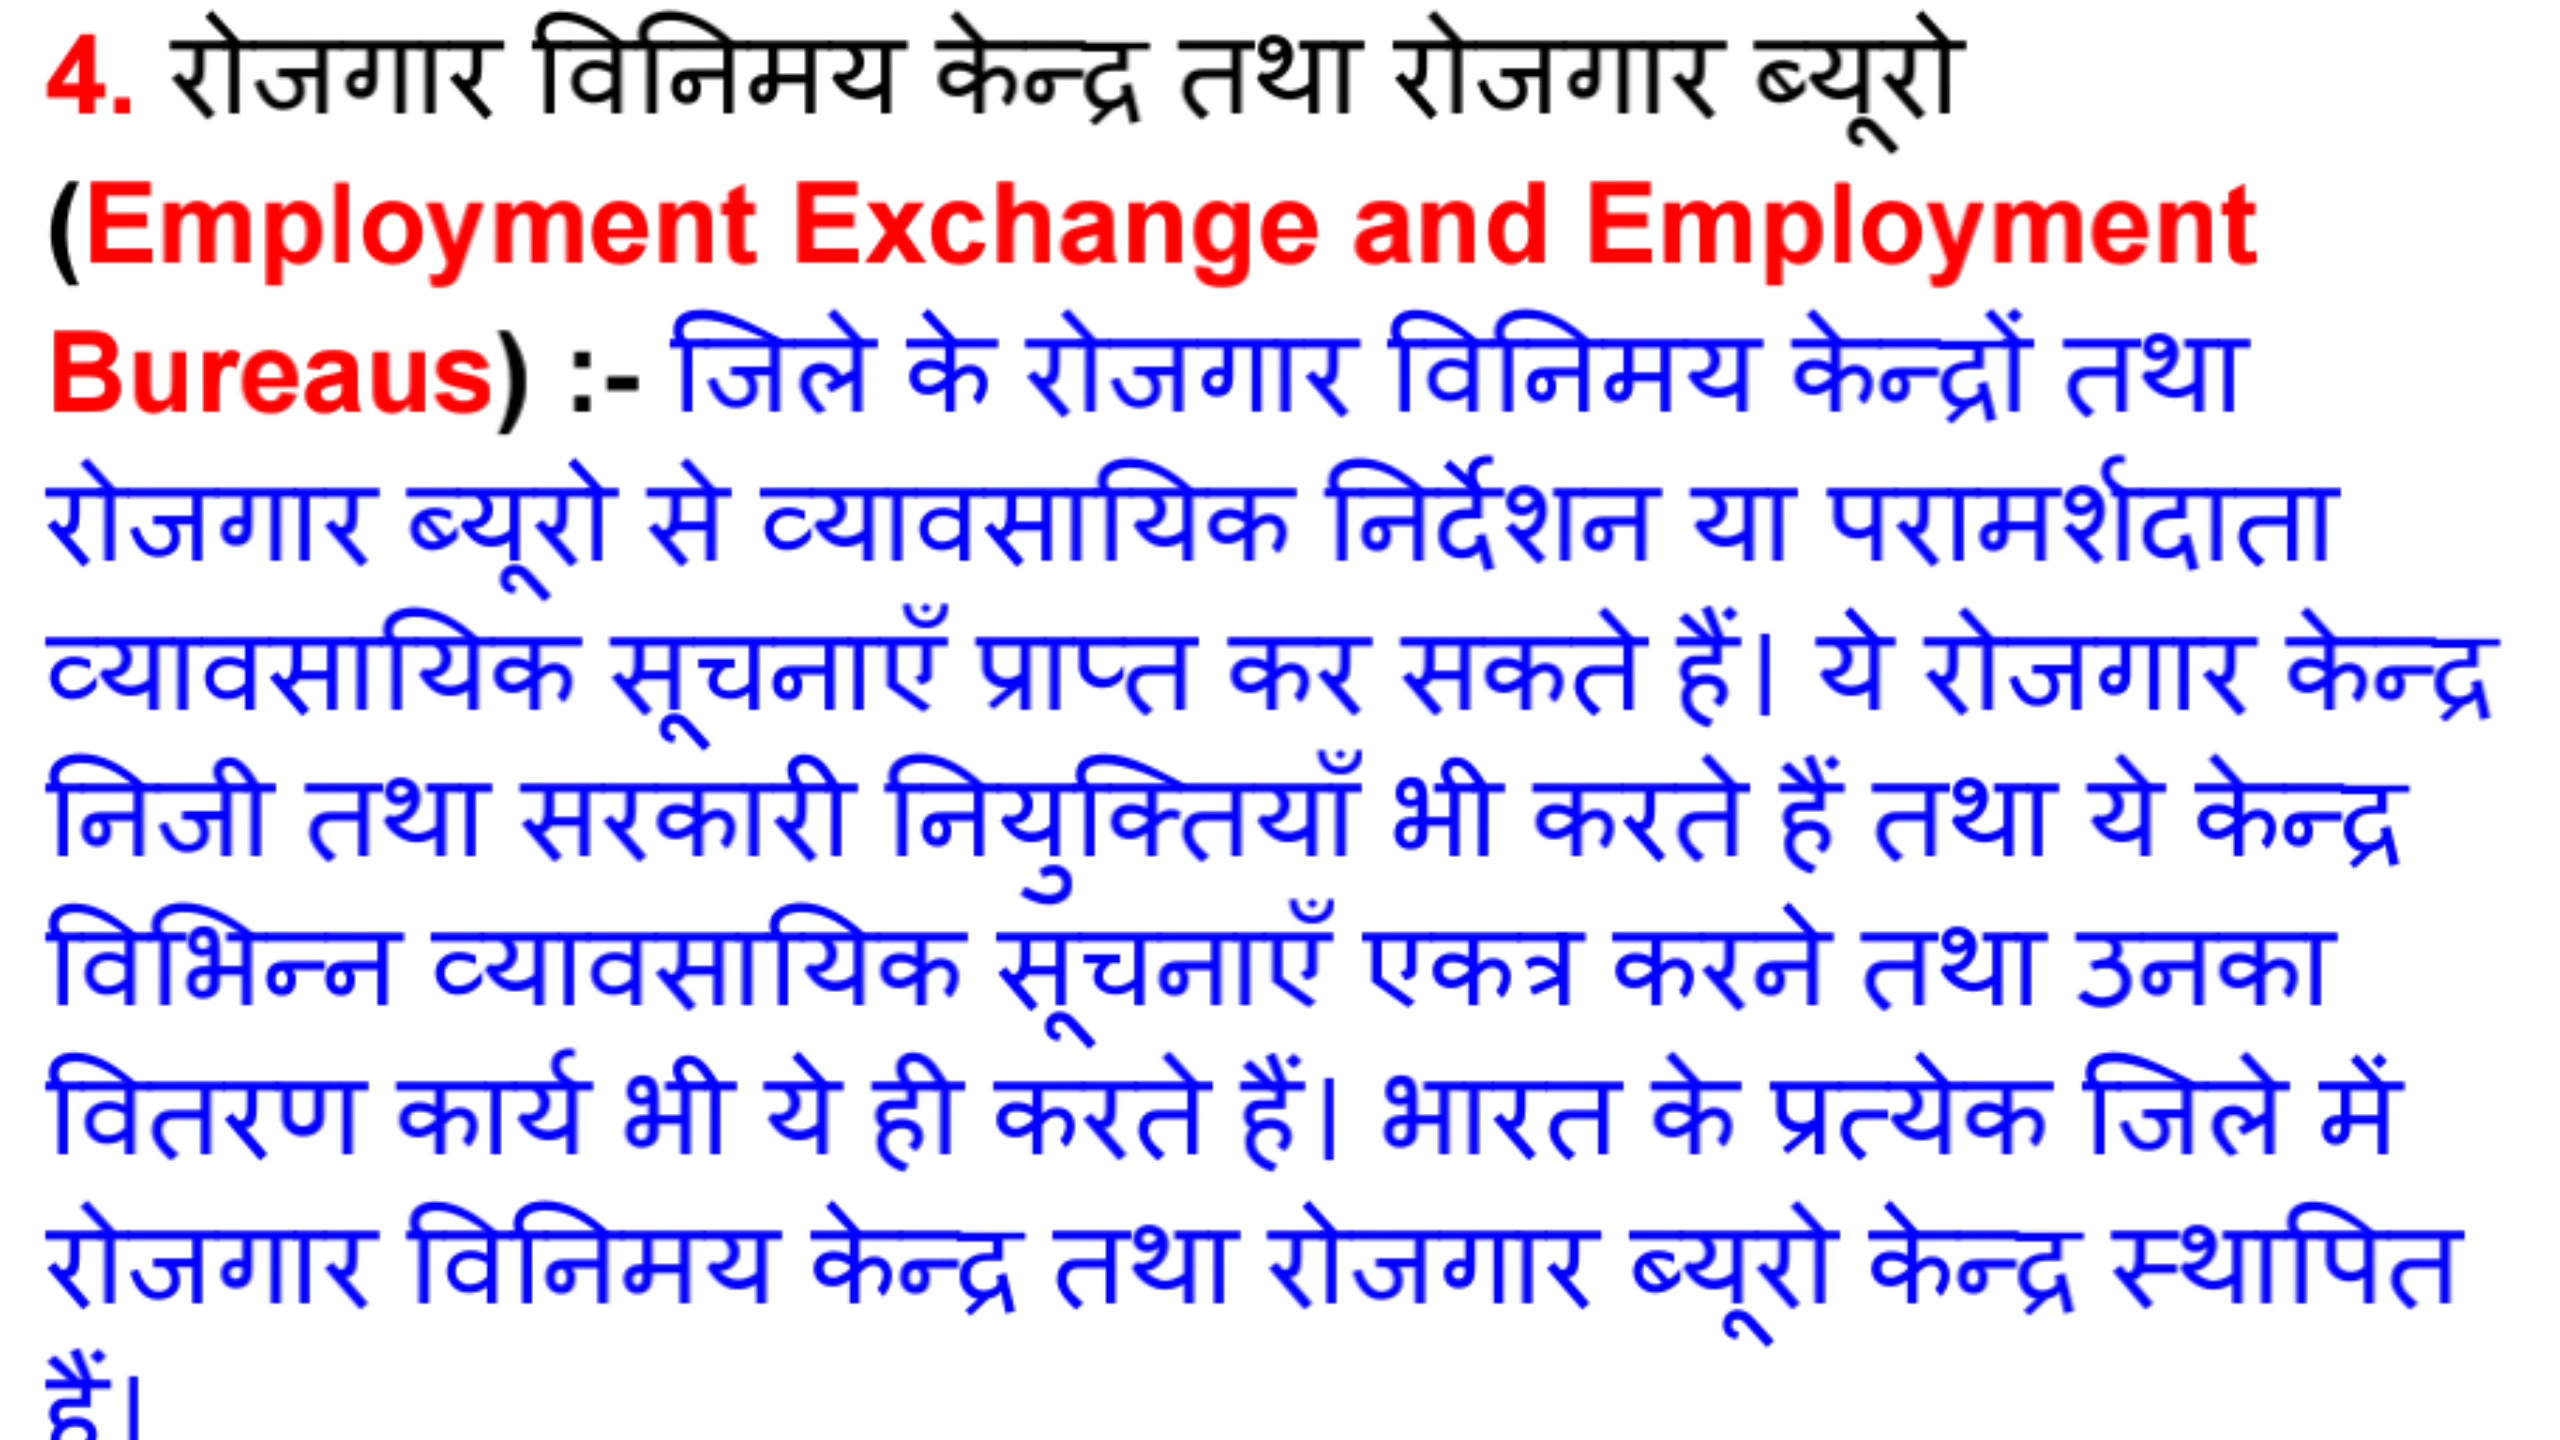 4. रोजगार विनिमय केन्द्र तथा रोजगार ब्यूरो
(Employment Exchange and Employment
Bureaus) :- जिले के रोजगार विनिमय केन्द्रों तथा
रोजगार ब्यूरो से व्यावसायिक निर्देशन या परामर्शदाता
व्यावसायिक सूचनाएँ प्राप्त कर सकते हैं। ये रोजगार केन्द्र
निजी तथा सरकारी नियुक्तियाँ भी करते हैं तथा ये केन्द्र
विभिन्न व्यावसायिक सूचनाएँ एकत्र करने तथा उनका
वितरण कार्य भी ये ही करते हैं। भारत के प्रत्येक जिले में
रोजगार विनिमय केन्द्र तथा रोजगार ब्यूरो केन्द्र स्थापित
हैं।